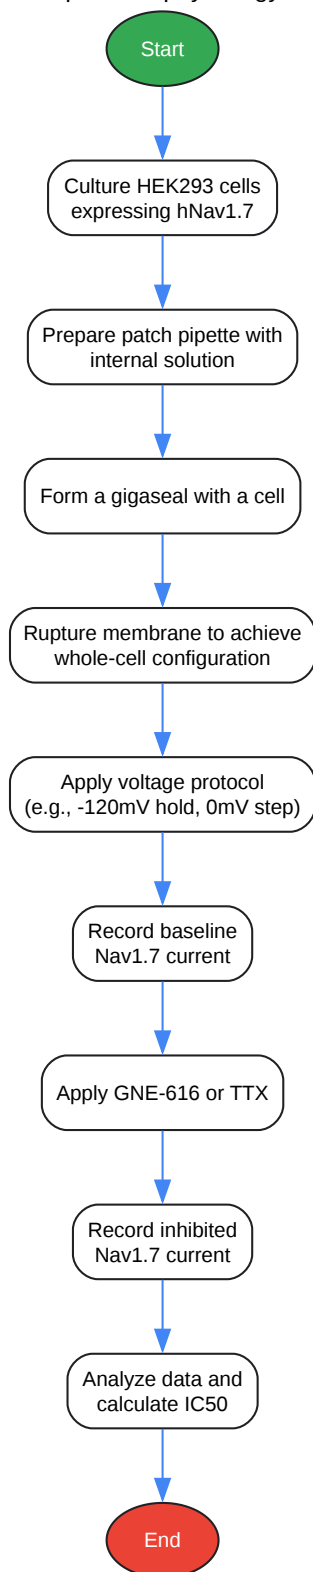 Start
Culture HEK293 cells
expressing hNav1.7
Prepare patch pipette with
internal solution
Form a gigaseal with a cell
Rupture membrane to achieve
whole-cell configuration
Apply voltage protocol
(e.g., -120mV hold, 0mV step)
Record baseline
Nav1.7 current
Apply GNE-616 or TTX
Record inhibited
Nav1.7 current
Analyze data and
calculate IC50
End